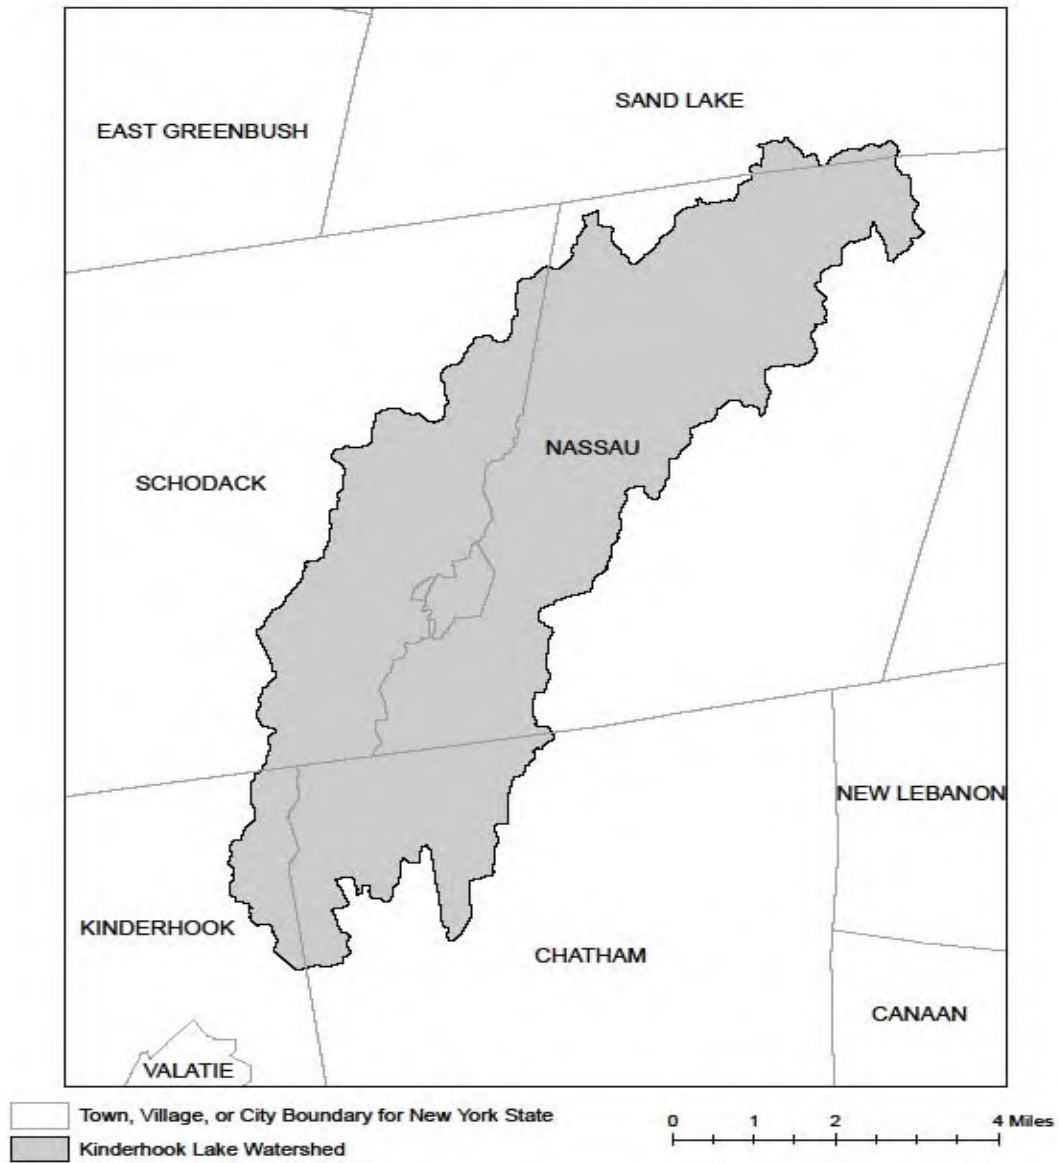 SAND LAKE
EAST GREENBUSH
NASSAU
SCHODACK
NEW LEBANON
KINDERHOOK
CHATHAM
CANAAN
VALATIE
Town, Village, or City Boundary for New York State
Kinderhook Lake Watershed
0 1 2 4 Miles